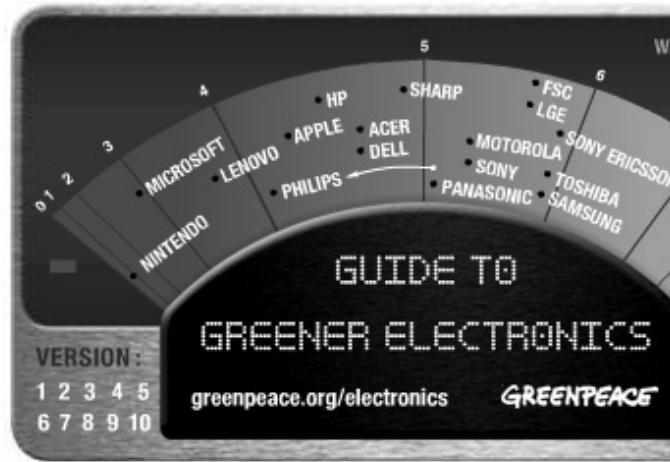 5
W
4
6
3
2
0 1
HP
SHARP
FSC
LGE
APPLE
ACER
DELL
MOTOROLA
SONY ERICSSON
MICROSOFT
LENOVO
PHILIPS
SONY
PANASONIC
TOSHIBA
SAMSUNG
NINTENDO
GUIDE TO
GREENER ELECTRONICS
VERSION :
1 2 3 4 5
6 7 8 9 10
greenpeace.org/electronics
GREENPEACE